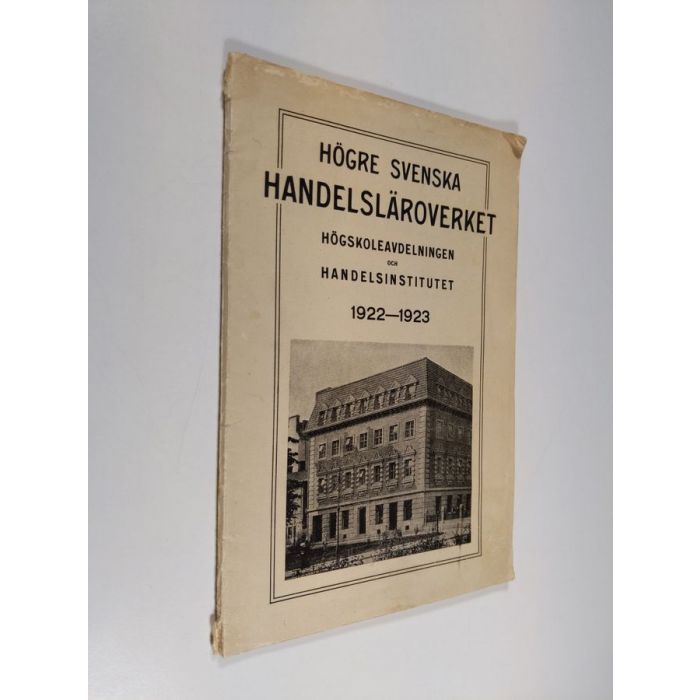 HÖGRE SVENSKA
HANDELSLÄROVERKET
HÖGSKOLEAVDELNINGEN
OCH
HANDELSINSTITUTET
1922—1923